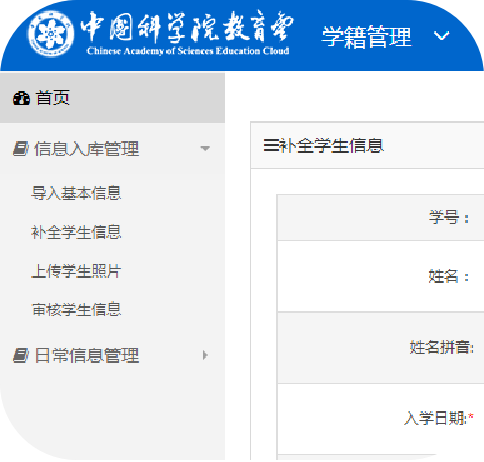 中国科学院教育云
Chinese Academy of Sciences Education Cloud
学籍管理
首页
信息入库管理
导入基本信息
补全学生信息
上传学生照片
审核学生信息
日常信息管理
补全学生信息
学号：
姓名：
姓名拼音:
入学日期:*